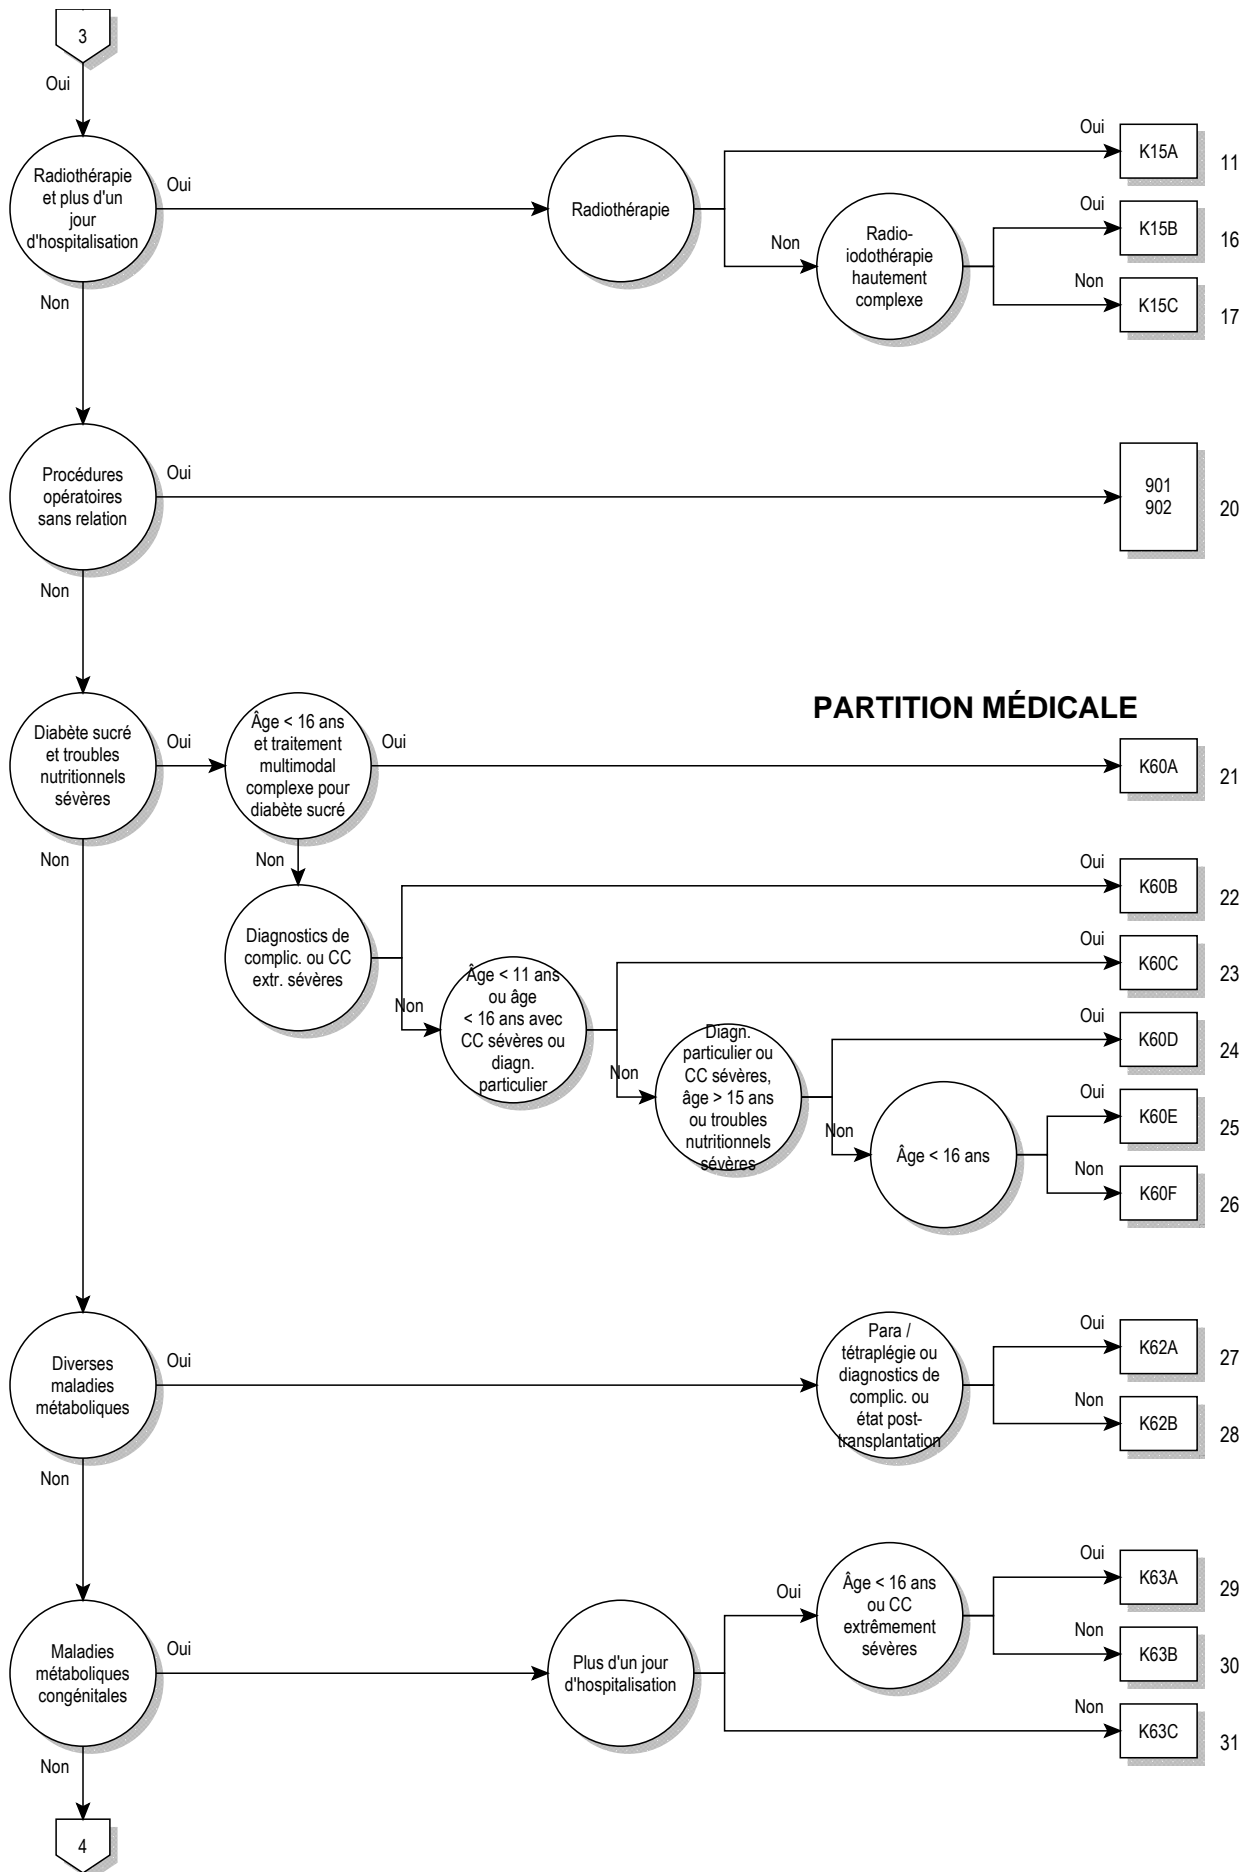 3
Oui
Radiothérapie
et plus d'un
jour
d'hospitalisation
Oui
Radiothérapie
Oui
K15A
11
Non
Radio-
iodothérapie
hautement
complexe
Oui
K15B
16
Non
K15C
17
Non
Procédures
opératoires
sans relation
Oui
901
902
20
Non
PARTITION MÉDICALE
Diabète sucré
et troubles
nutritionnels
sévères
Oui
Âge < 16 ans
et traitement
multimodal
complexe pour
diabète sucré
Oui
K60A
21
Non
Non
Diagnostics de
complic. ou CC
extr. sévères
Oui
K60B
22
Non
Âge < 11 ans
ou âge
< 16 ans avec
CC sévères ou
diagn.
particulier
Oui
K60C
23
Non
Diagn.
particulier ou
CC sévères,
âge > 15 ans
ou troubles
nutritionnels
sévères
Oui
K60D
24
Non
Âge < 16 ans
Oui
K60E
25
Non
K60F
26
Diverses
maladies
métaboliques
Oui
Para /
tétraplégie ou
diagnostics de
complic. ou
état post-
transplantation
Oui
K62A
27
Non
K62B
28
Non
Maladies
métaboliques
congénitales
Oui
Plus d'un jour
d'hospitalisation
Oui
Âge < 16 ans
ou CC
extrêmement
sévères
Oui
K63A
29
Non
K63B
30
Non
K63C
31
Non
4